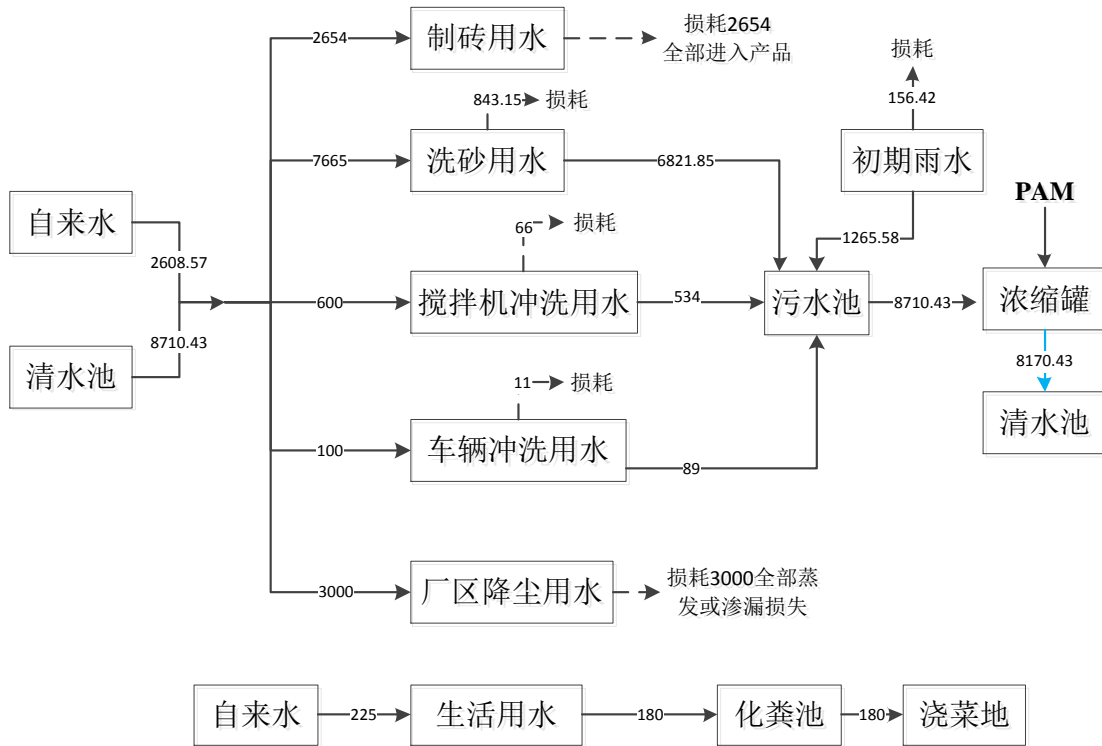 2654
制砖用水
损耗2654
全部进入产品
损耗
156.42
843.15
损耗
7665
洗砂用水
6821.85
初期雨水
PAM
自来水
2608.57
1265.58
66
损耗
600
搅拌机冲洗用水
534
污水池
8710.43
浓缩罐
8710.43
清水池
8170.43
清水池
11
损耗
100
车辆冲洗用水
89
3000
厂区降尘用水
损耗3000全部蒸
发或渗漏损失
自来水
225
生活用水
180
化粪池
180
浇菜地